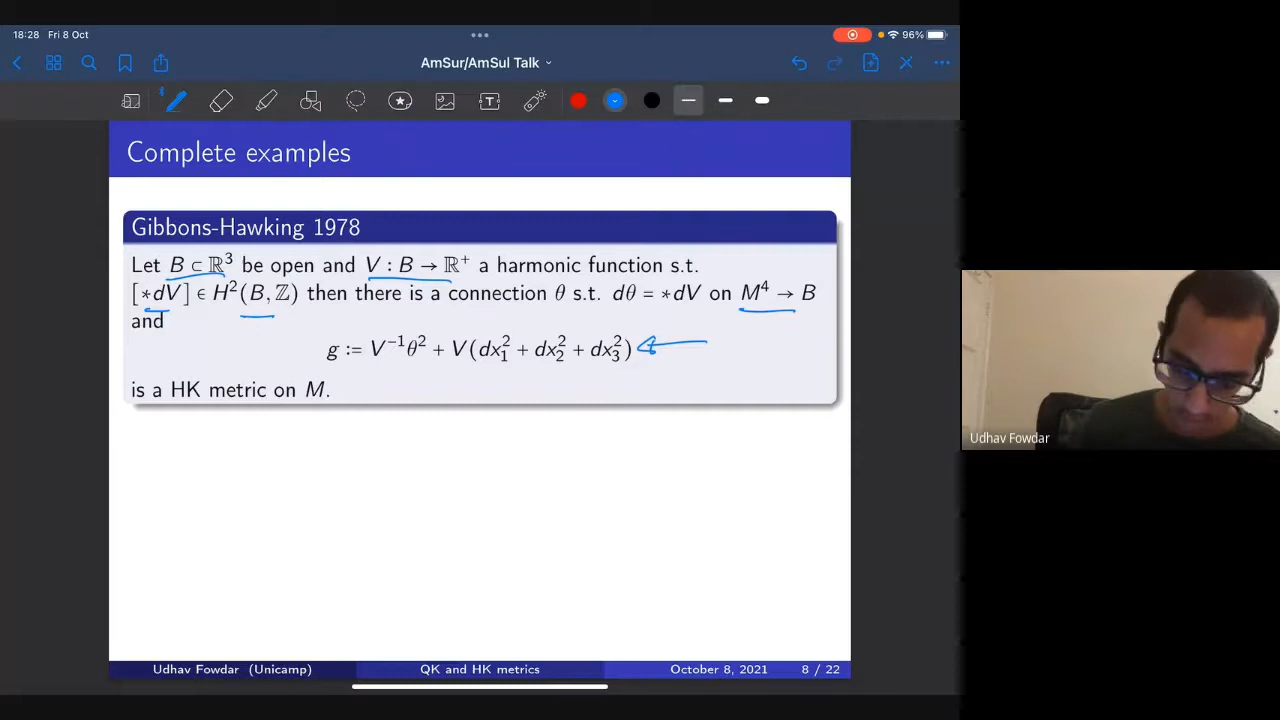 18:28 Fri 8 Oct
96%
AmSur/AmSul Talk
Complete examples
Gibbons-Hawking 1978
Let B ⊂ ℝ³ be open and V : B → ℝ⁺ a harmonic function s.t.
[∗dV] ∈ H²(B, ℤ) then there is a connection θ s.t. dθ = ∗dV on M⁴ → B
and
g := V⁻¹θ² + V(dx₁² + dx₂² + dx₃²)
is a HK metric on M.
Udhav Fowdar (Unicamp) QK and HK metrics October 8, 2021 8 / 22
Udhav Fowdar